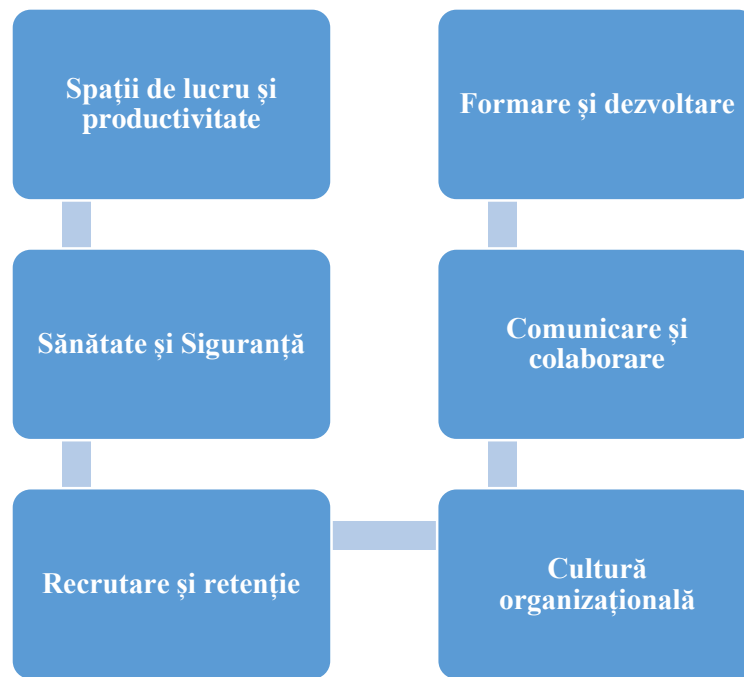 Spații de lucru și
productivitate
Sănătate și Siguranță
Recrutare și retenție
Cultură
organizațională
Comunicare și
colaborare
Formare și dezvoltare